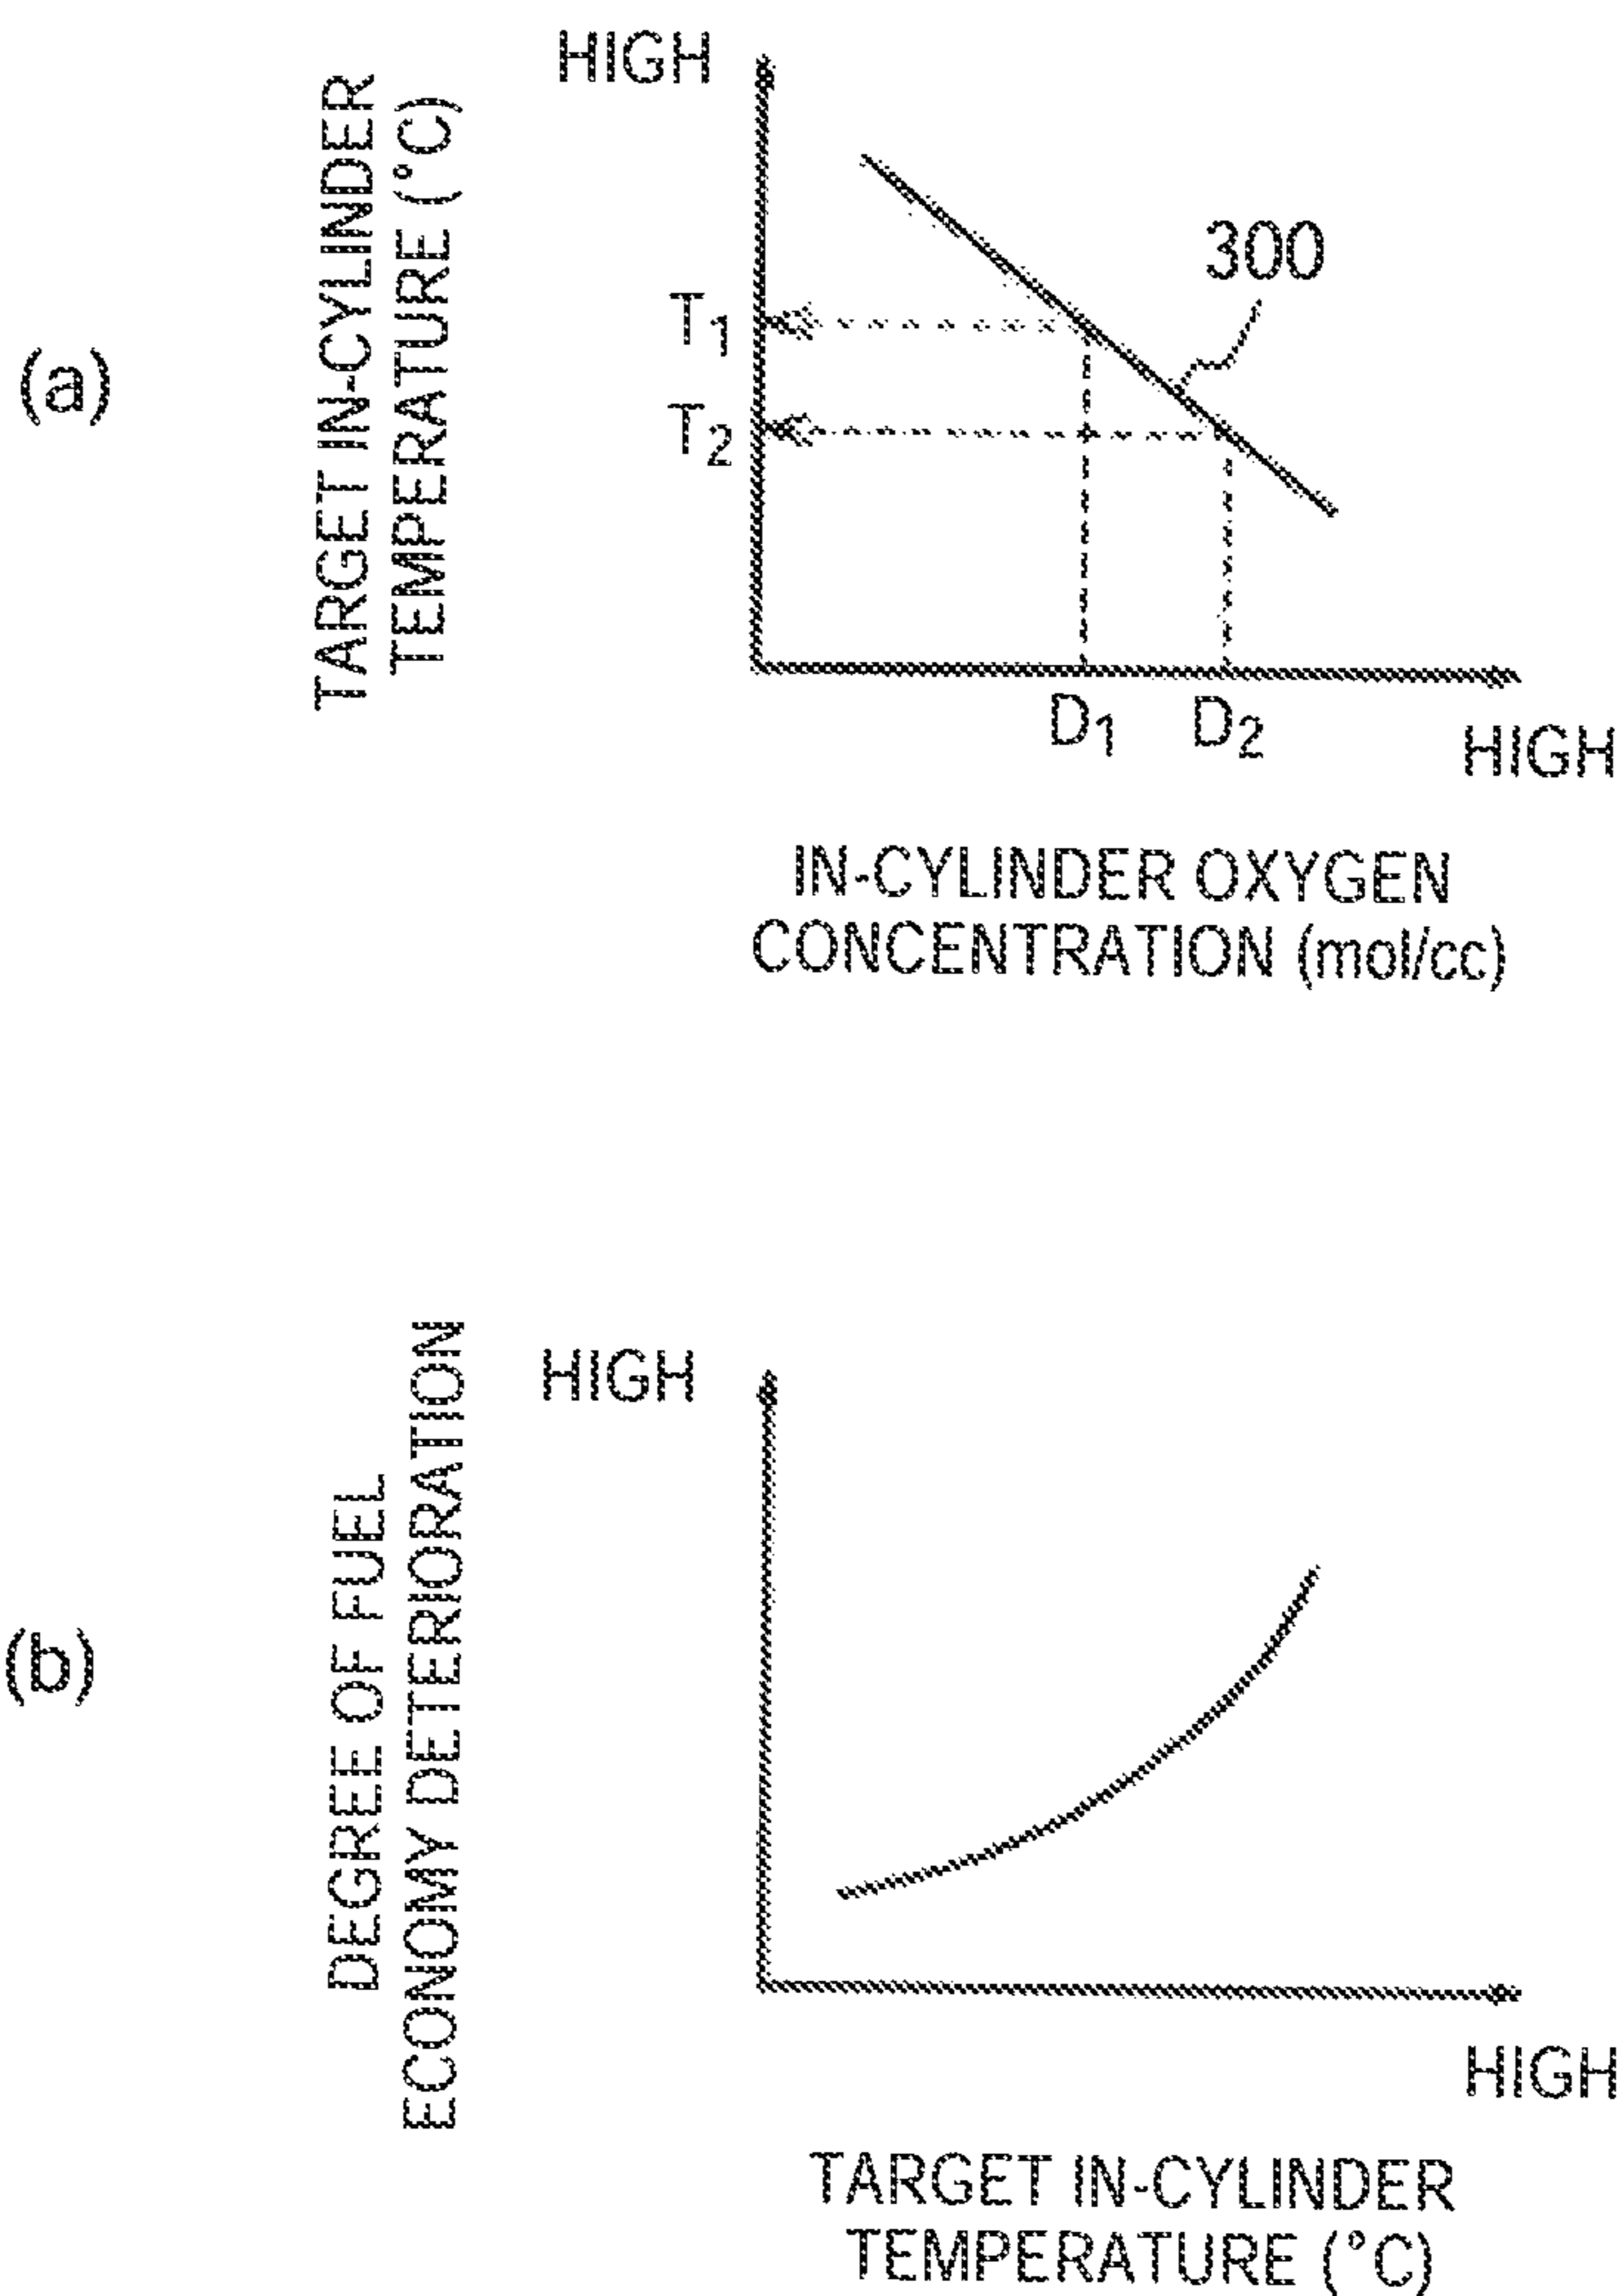 (a)
TARGET IN-CYLINDER
TEMPERATURE (°C)
HIGH
300
T1
T2
D1 D2
HIGH
IN-CYLINDER OXYGEN
CONCENTRATION (mol/cc)
(b)
DEGREE OF FUEL
ECONOMY DETERIORATION
HIGH
HIGH
TARGET IN-CYLINDER
TEMPERATURE (°C)